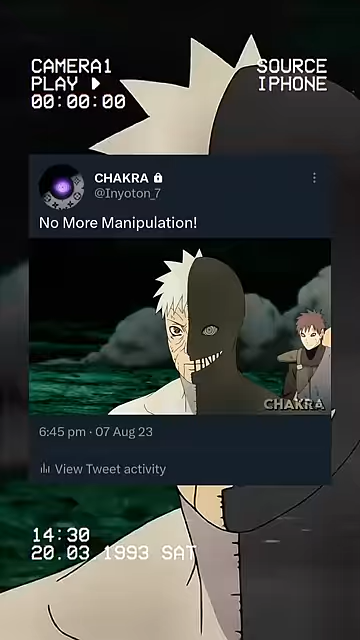 CAMERA1
PLAY
00:00:00
SOURCE
IPHONE
CHAKRA
@Inyoton_7
No More Manipulation!
CHAKRA
6:45 pm · 07 Aug 23
View Tweet activity
14:30
20.03 1993 SAT